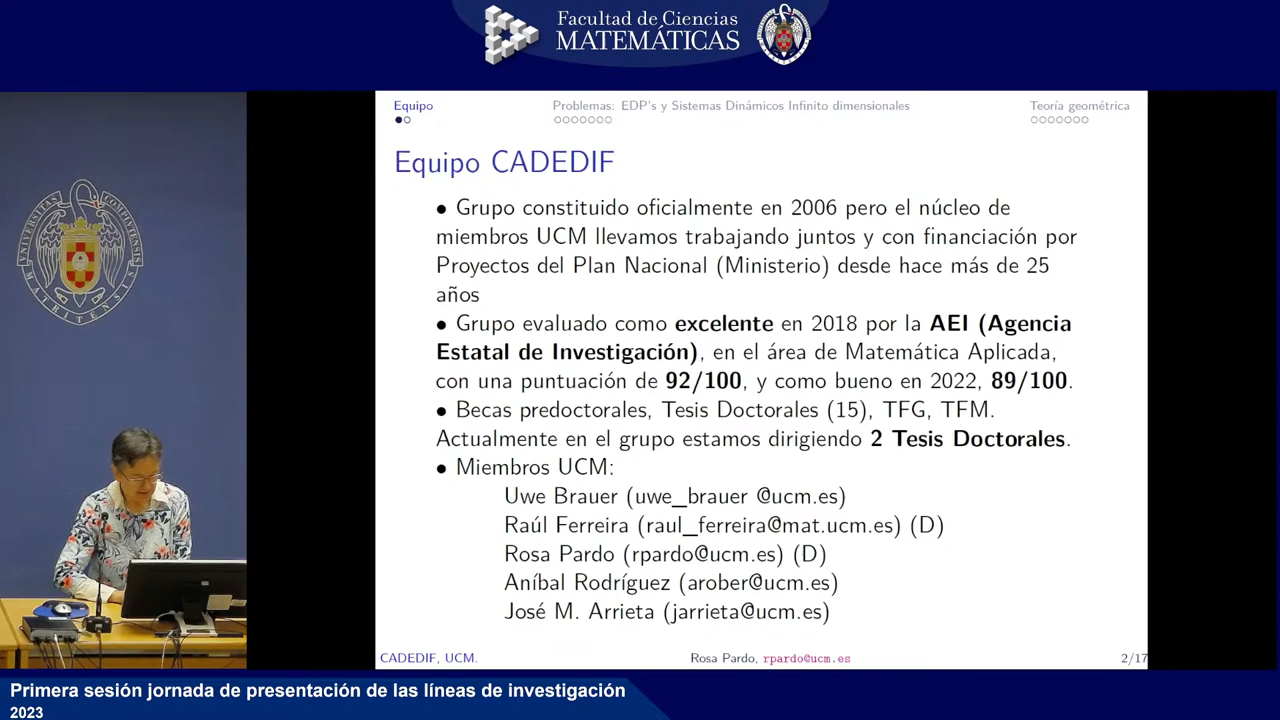 Facultad de Ciencias
MATEMÁTICAS
Equipo
Problemas: EDP's y Sistemas Dinámicos Infinito dimensionales
Teoría geométrica
Equipo CADEDIF
• Grupo constituido oficialmente en 2006 pero el núcleo de
miembros UCM llevamos trabajando juntos y con financiación por
Proyectos del Plan Nacional (Ministerio) desde hace más de 25
años
• Grupo evaluado como excelente en 2018 por la AEI (Agencia
Estatal de Investigación), en el área de Matemática Aplicada,
con una puntuación de 92/100, y como bueno en 2022, 89/100.
• Becas predoctorales, Tesis Doctorales (15), TFG, TFM.
Actualmente en el grupo estamos dirigiendo 2 Tesis Doctorales.
• Miembros UCM:
Uwe Brauer (uwe_brauer @ucm.es)
Raúl Ferreira (raul_ferreira@mat.ucm.es) (D)
Rosa Pardo (rpardo@ucm.es) (D)
Aníbal Rodríguez (arober@ucm.es)
José M. Arrieta (jarrieta@ucm.es)
CADEDIF, UCM.
Rosa Pardo, rpardo@ucm.es
2/17
Primera sesión jornada de presentación de las líneas de investigación
2023